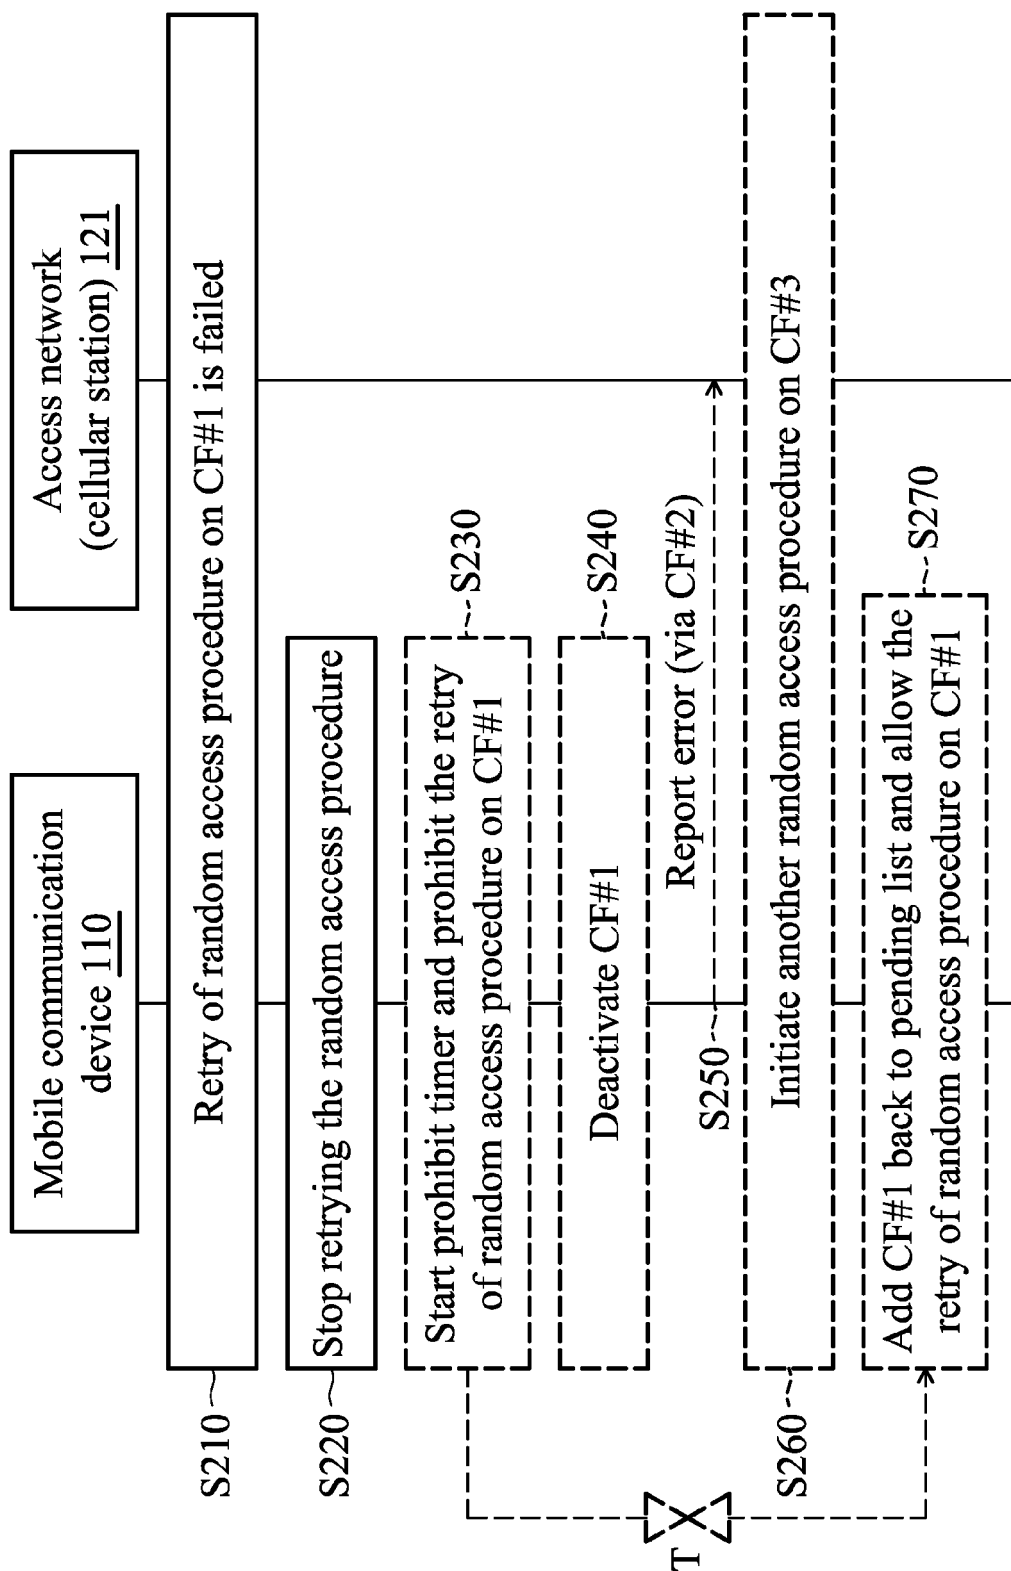 Mobile communication
device 110
Access network
(cellular station) 121
S210
Retry of random access procedure on CF#1 is failed
S220
Stop retrying the random access procedure
Start prohibit timer and prohibit the retry
of random access procedure on CF#1
S230
Deactivate CF#1
S240
S250
Report error (via CF#2)
T
S260
Initiate another random access procedure on CF#3
Add CF#1 back to pending list and allow the
retry of random access procedure on CF#1
S270